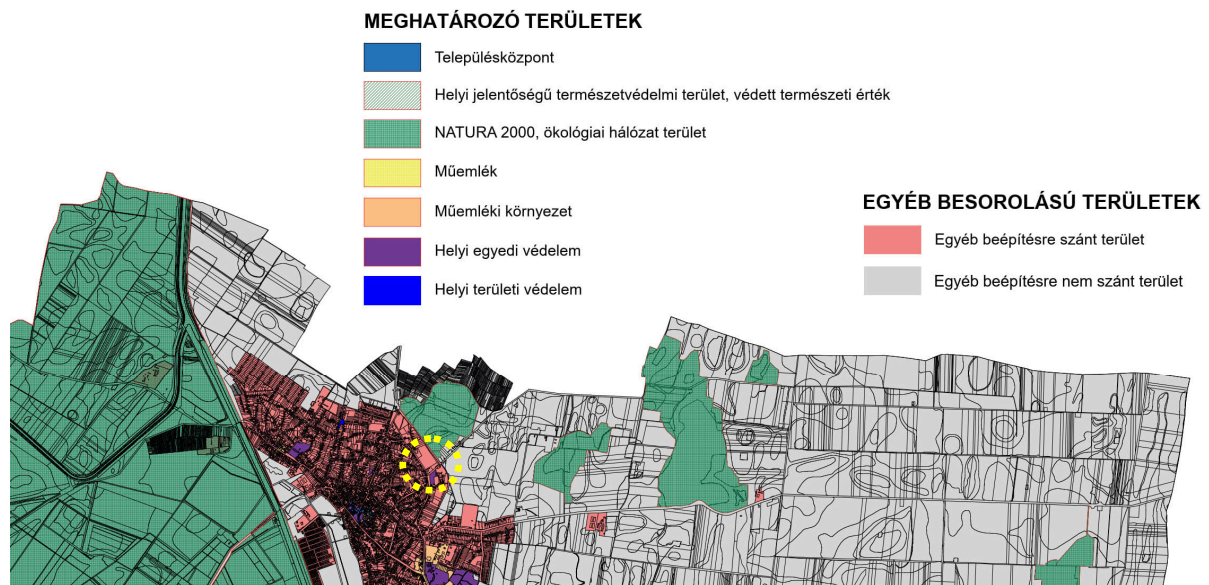 MEGHATÁROZÓ TERÜLETEK
Településközpont
Helyi jelentőségű természetvédelmi terület, védett természeti érték
NATURA 2000, ökológiai hálózat terület
Műemlék
Műemléki környezet
Helyi egyedi védelem
Helyi területi védelem
EGYÉB BESOROLÁSÚ TERÜLETEK
Egyéb beépítésre szánt terület
Egyéb beépítésre nem szánt terület